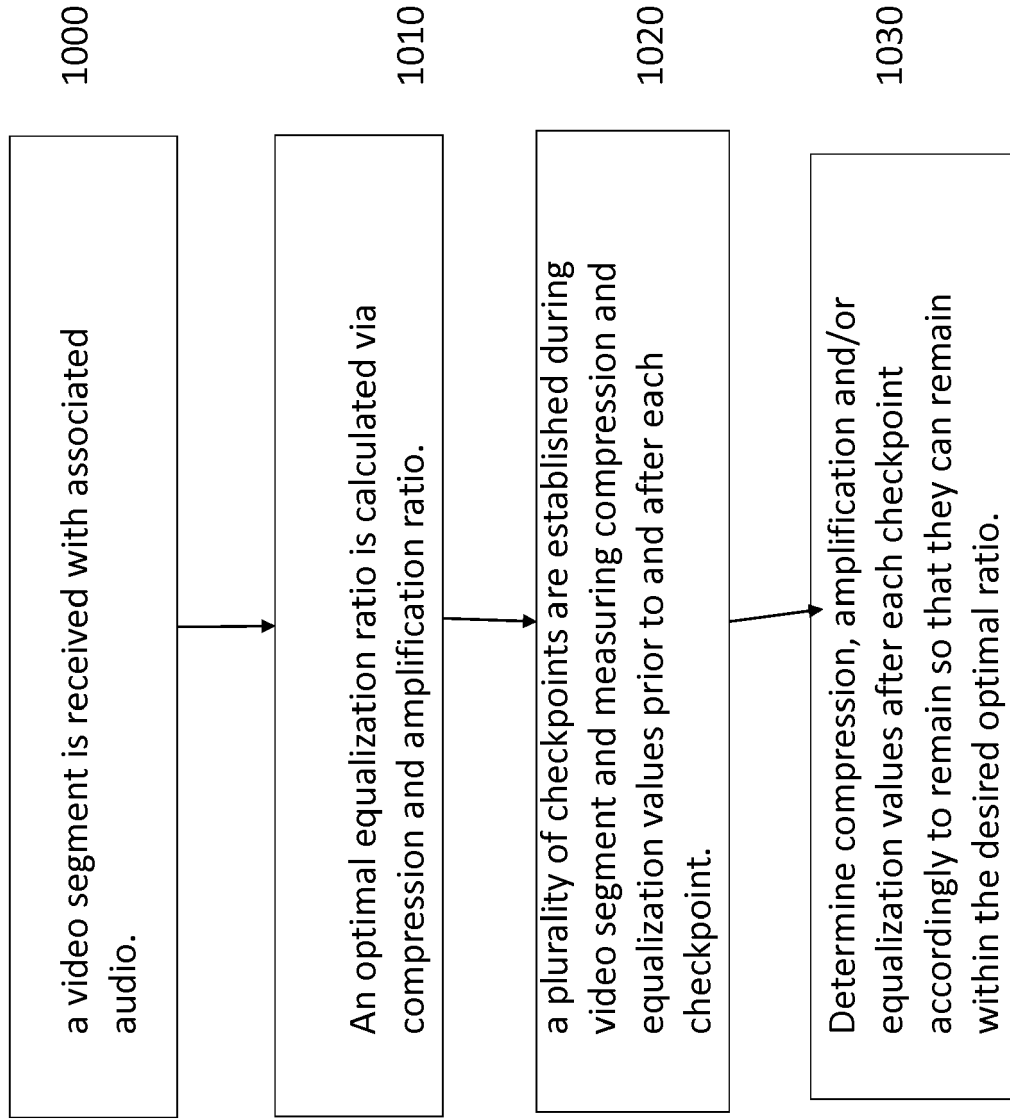 1000
a video segment is received with associated
audio.
1010
An optimal equalization ratio is calculated via
compression and amplification ratio.
1020
a plurality of checkpoints are established during
video segment and measuring compression and
equalization values prior to and after each
checkpoint.
1030
Determine compression, amplification and/or
equalization values after each checkpoint
accordingly to remain so that they can remain
within the desired optimal ratio.